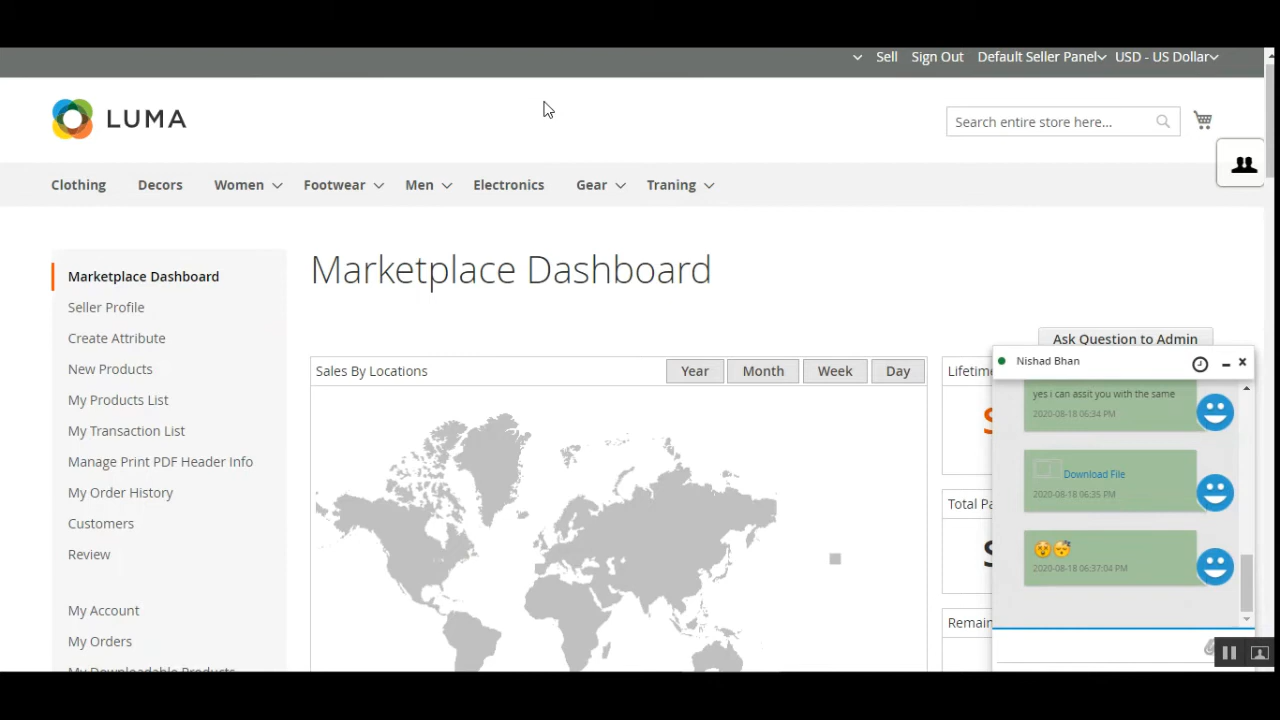 Sell Sign Out Default Seller Panel USD - US Dollar
LUMA
Search entire store here...
Clothing Decors Women Footwear Men Electronics Gear Traning
Marketplace Dashboard
Seller Profile
Create Attribute
New Products
My Products List
My Transaction List
Manage Print PDF Header Info
My Order History
Customers
Review
My Account
My Orders
My Downloadable Products
Marketplace Dashboard
Ask Question to Admin
Sales By Locations Year Month Week Day
Lifetim
Total Pa
Remain
Nishad Bhan
yes i can assit you with the same
2020-08-18 06:34 PM
Download File
2020-08-18 06:35 PM
2020-08-18 06:37:04 PM